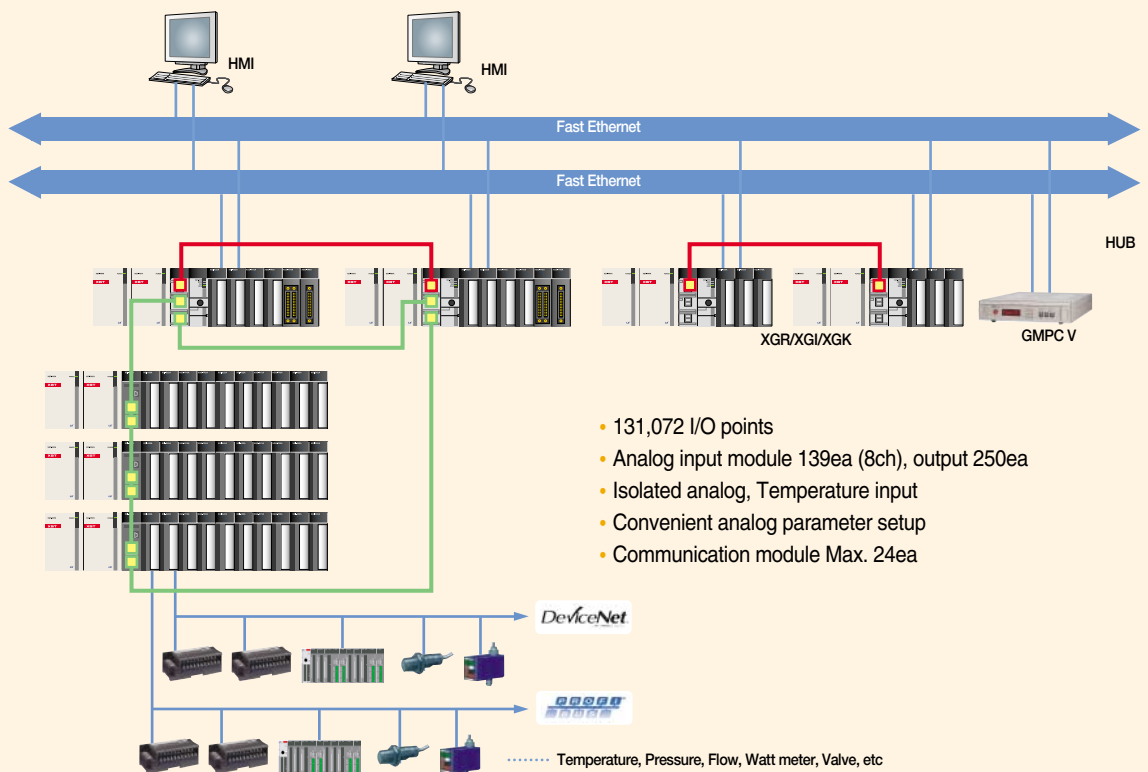 HMI
HMI
Fast Ethernet
Fast Ethernet
HUB
XGR/XGI/XGK
GMPC V
• 131,072 I/O points
• Analog input module 139ea (8ch), output 250ea
• Isolated analog, Temperature input
• Convenient analog parameter setup
• Communication module Max. 24ea
DeviceNet
PROFI
BUS
Temperature, Pressure, Flow, Watt meter, Valve, etc